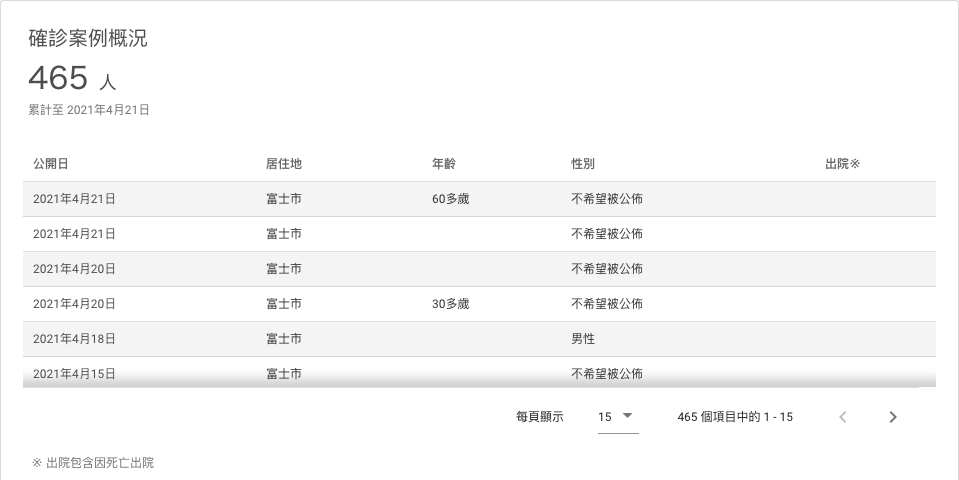 確診案例概況
465 人
累計至 2021年4月21日
公開日 居住地 年齡 性別 出院※
2021年4月21日 富士市 60多歲 不希望被公佈
2021年4月21日 富士市 不希望被公佈
2021年4月20日 富士市 不希望被公佈
2021年4月20日 富士市 30多歲 不希望被公佈
2021年4月18日 富士市 男性
2021年4月15日 富士市 不希望被公佈
每頁顯示 15 465 個項目中的 1 - 15
※ 出院包含因死亡出院